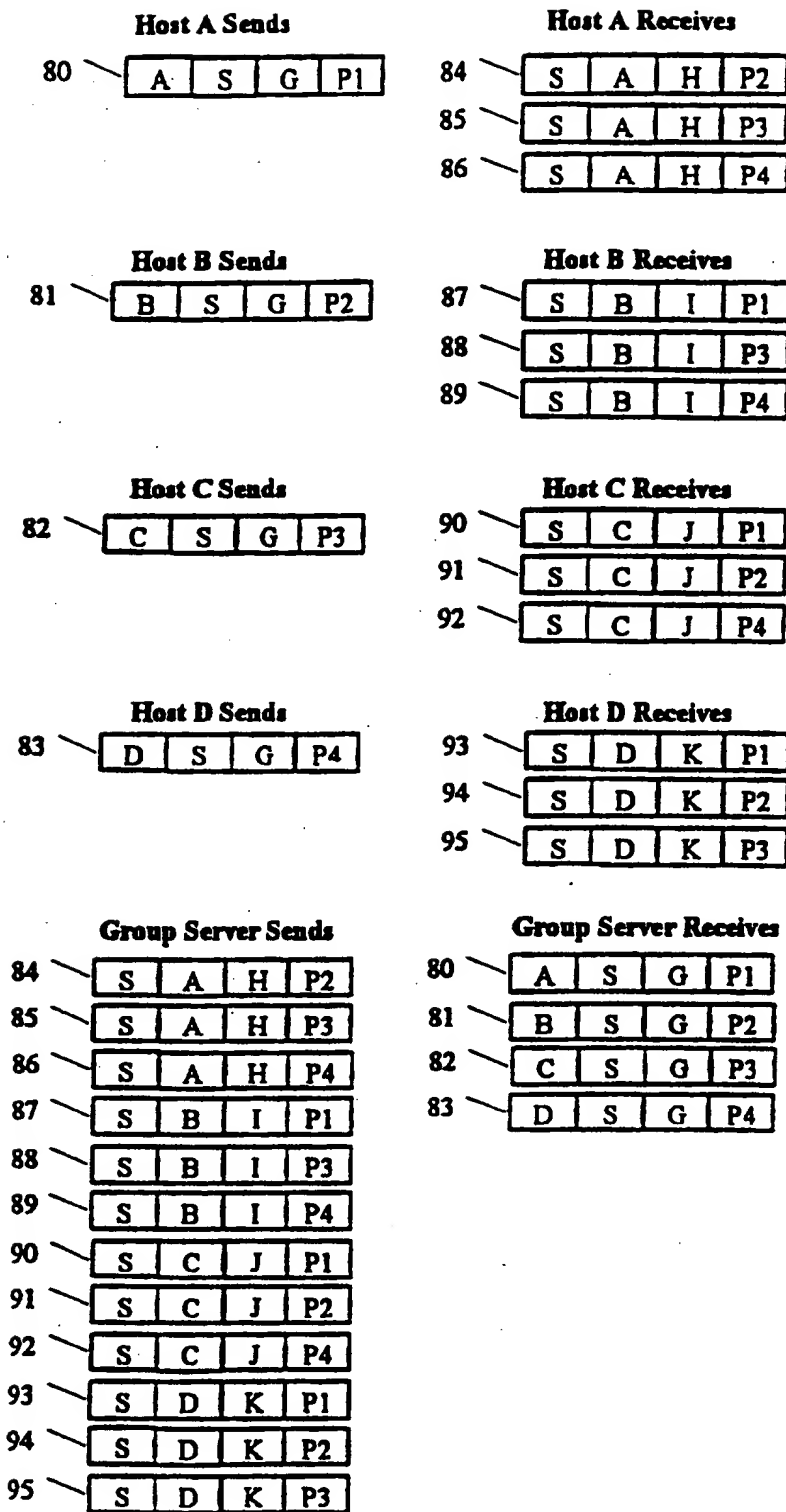 Host A Sends
80 A S G P1
Host A Receives
84 S A H P2
85 S A H P3
86 S A H P4
Host B Sends
81 B S G P2
Host B Receives
87 S B I P1
88 S B I P3
89 S B I P4
Host C Sends
82 C S G P3
Host C Receives
90 S C J P1
91 S C J P2
92 S C J P4
Host D Sends
83 D S G P4
Host D Receives
93 S D K P1
94 S D K P2
95 S D K P3
Group Server Sends
84 S A H P2
85 S A H P3
86 S A H P4
87 S B I P1
88 S B I P3
89 S B I P4
90 S C J P1
91 S C J P2
92 S C J P4
93 S D K P1
94 S D K P2
95 S D K P3
Group Server Receives
80 A S G P1
81 B S G P2
82 C S G P3
83 D S G P4